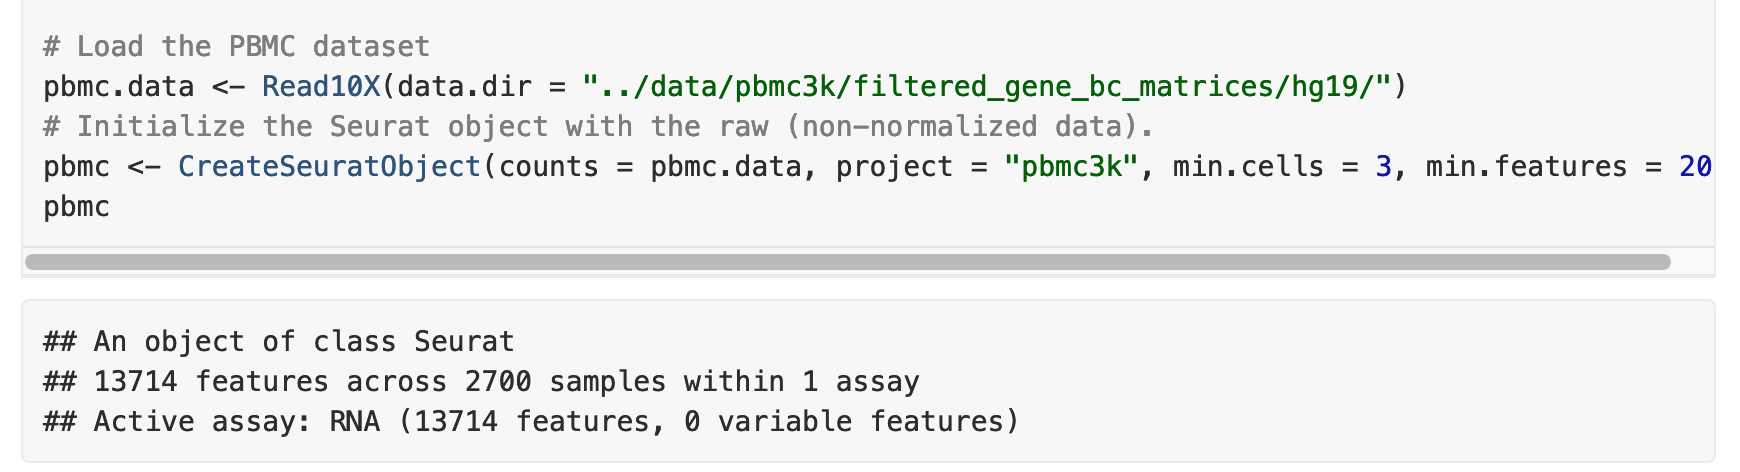 # Load the PBMC dataset
pbmc.data <- Read10X(data.dir = "../data/pbmc3k/filtered_gene_bc_matrices/hg19/")
# Initialize the Seurat object with the raw (non-normalized data).
pbmc <- CreateSeuratObject(counts = pbmc.data, project = "pbmc3k", min.cells = 3, min.features = 20
pbmc
## An object of class Seurat
## 13714 features across 2700 samples within 1 assay
## Active assay: RNA (13714 features, 0 variable features)